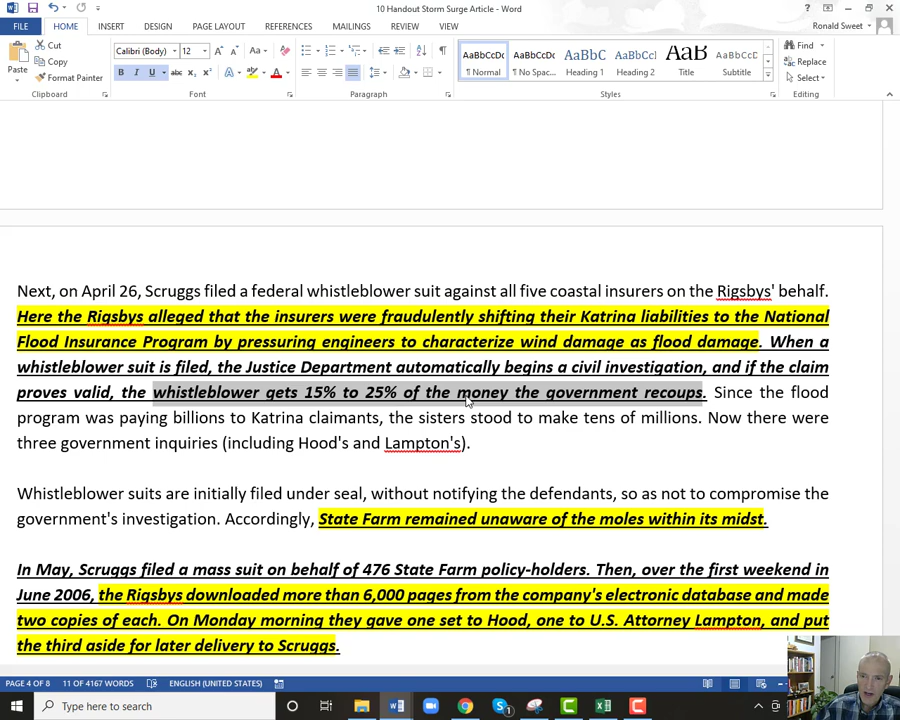 10 Handout Storm Surge Article - Word
FILE HOME INSERT DESIGN PAGE LAYOUT REFERENCES MAILINGS REVIEW VIEW
Ronald Sweet
Paste
Cut
Copy
Format Painter
Clipboard
Calibri (Body) 12
Font
Paragraph
AaBbCcDc AaBbCcDc AaBbC AaBbCcI AaB AaBbCcD
¶ Normal ¶ No Spac... Heading 1 Heading 2 Title Subtitle
Styles
Find
Replace
Select
Editing
Next, on April 26, Scruggs filed a federal whistleblower suit against all five coastal insurers on the Rigsbys' behalf.
Here the Rigsbys alleged that the insurers were fraudulently shifting their Katrina liabilities to the National
Flood Insurance Program by pressuring engineers to characterize wind damage as flood damage. When a
whistleblower suit is filed, the Justice Department automatically begins a civil investigation, and if the claim
proves valid, the whistleblower gets 15% to 25% of the money the government recoups. Since the flood
program was paying billions to Katrina claimants, the sisters stood to make tens of millions. Now there were
three government inquiries (including Hood's and Lampton's).
Whistleblower suits are initially filed under seal, without notifying the defendants, so as not to compromise the
government's investigation. Accordingly, State Farm remained unaware of the moles within its midst.
In May, Scruggs filed a mass suit on behalf of 476 State Farm policy-holders. Then, over the first weekend in
June 2006, the Rigsbys downloaded more than 6,000 pages from the company's electronic database and made
two copies of each. On Monday morning they gave one set to Hood, one to U.S. Attorney Lampton, and put
the third aside for later delivery to Scruggs.
PAGE 4 OF 8 11 OF 4167 WORDS ENGLISH (UNITED STATES)
Type here to search